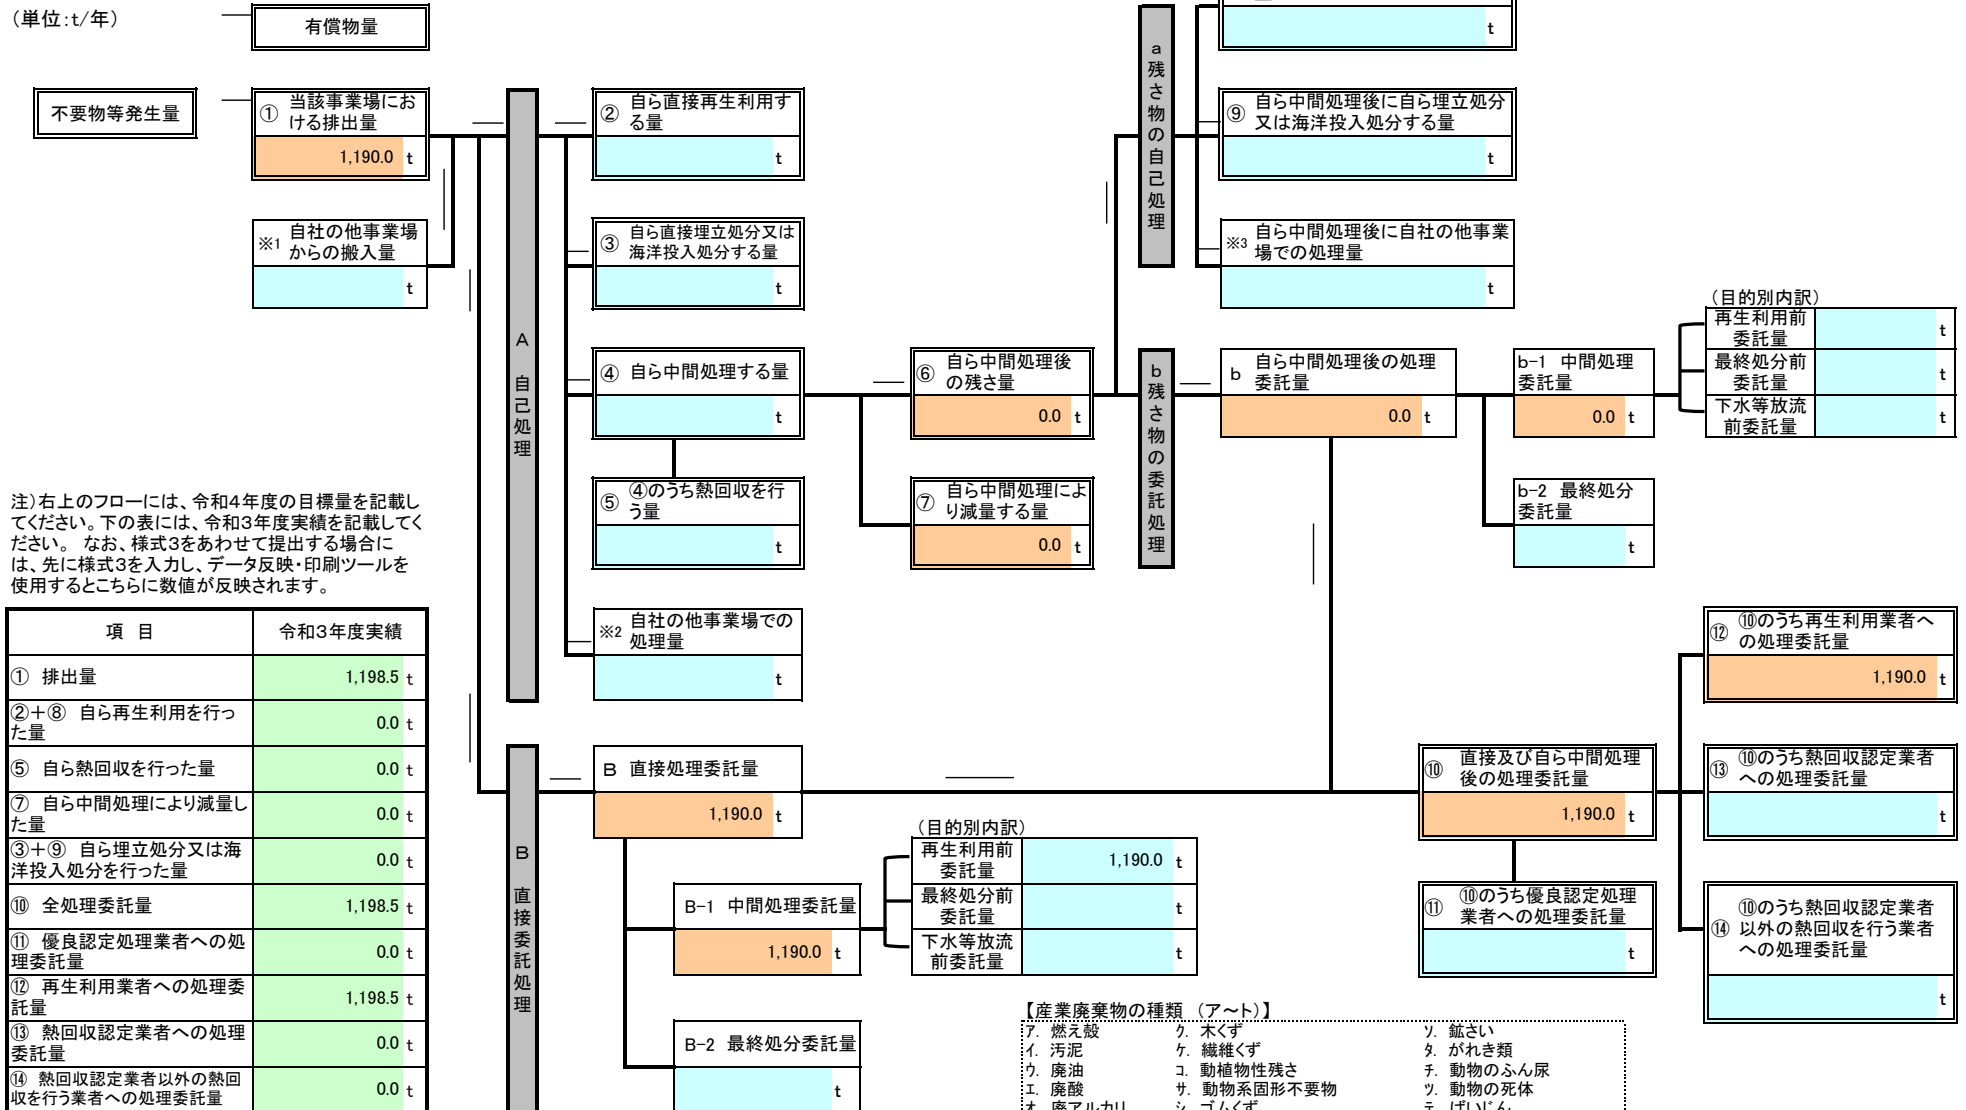 （単位:t/年）
有償物量
t
不要物等発生量
① 当該事業場にお
ける排出量
1,190.0 t
※1 自社の他事業場
からの搬入量
t
A 自己処理
② 自ら直接再生利用す
る量
t
③ 自ら直接埋立処分又は
海洋投入処分する量
t
④ 自ら中間処理する量
t
⑤ ④のうち熱回収を行
う量
t
※2 自社の他事業場での
処理量
t
⑥ 自ら中間処理後
の残さ量
0.0 t
⑦ 自ら中間処理によ
り減量する量
0.0 t
a 残さ物の自己処理
⑨ 自ら中間処理後に自ら埋立処分
又は海洋投入処分する量
t
※3 自ら中間処理後に自社の他事業
場での処理量
t
b 残さ物の委託処理
b 自ら中間処理後の処理
委託量
0.0 t
b-1 中間処理
委託量
0.0 t
b-2 最終処分
委託量
t
（目的別内訳）
再生利用前
委託量
t
最終処分前
委託量
t
下水等放流
前委託量
t
注）右上のフローには、令和４年度の目標量を記載し
てください。下の表には、令和３年度実績を記載してく
ださい。 なお、様式３をあわせて提出する場合に
は、先に様式３を入力し、データ反映・印刷ツールを
使用するとこちらに数値が反映されます。
項 目 令和３年度実績
① 排出量 1,198.5 t
②＋⑧ 自ら再生利用を行っ
た量 0.0 t
⑤ 自ら熱回収を行った量 0.0 t
⑦ 自ら中間処理により減量し
た量 0.0 t
③＋⑨ 自ら埋立処分又は海
洋投入処分を行った量 0.0 t
⑩ 全処理委託量 1,198.5 t
⑪ 優良認定処理業者への処
理委託量 0.0 t
⑫ 再生利用業者への処理委
託量 1,198.5 t
⑬ 熱回収認定業者への処理
委託量 0.0 t
⑭ 熱回収認定業者以外の熱回
収を行う業者への処理委託量 0.0 t
B 直接委託処理
B 直接処理委託量
1,190.0 t
B-1 中間処理委託量
1,190.0 t
B-2 最終処分委託量
t
（目的別内訳）
再生利用前
委託量
1,190.0 t
最終処分前
委託量
t
下水等放流
前委託量
t
⑩ 直接及び自ら中間処理
後の処理委託量
1,190.0 t
⑪ ⑩のうち優良認定処理
業者への処理委託量
t
⑫ ⑩のうち再生利用業者へ
の処理委託量
1,190.0 t
⑬ ⑩のうち熱回収認定業者
への処理委託量
t
⑭ ⑩のうち熱回収認定業者
以外の熱回収を行う業者
への処理委託量
t
【産業廃棄物の種類 （ア～ト）】
ア. 燃え殻 ク. 木くず ソ. 鉱さい
イ. 汚泥 ケ. 繊維くず タ. がれき類
ウ. 廃油 コ. 動植物性残さ チ. 動物のふん尿
エ. 廃酸 サ. 動物系固形不要物 ツ. 動物の死体
オ. 廃アルカリ シ. ゴムくず テ. ばいじん